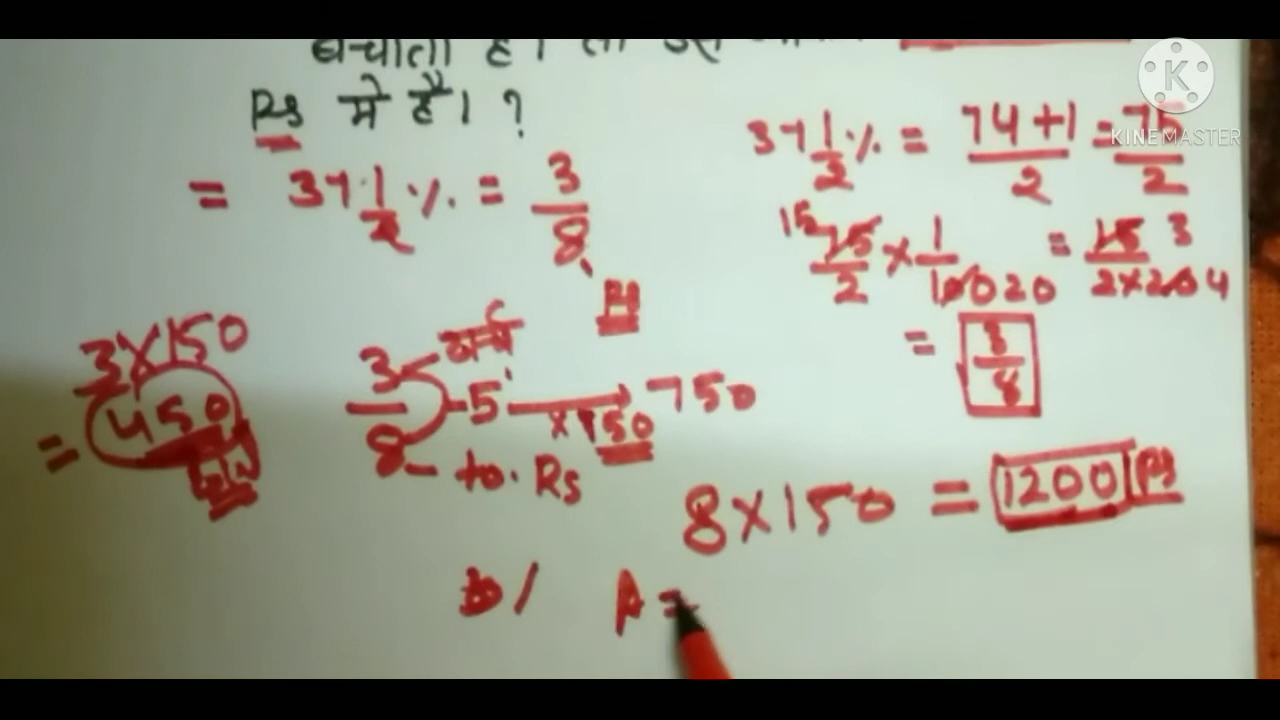 बचाता है। तो
Rs मे है। ?
= 37 1/2 % = 3/8
37 1/2 % = 74+1/2 = 75/2
15 75/2 × 1/100 20 = 15 3/2×20 4
= 3/8
Rs
3×150
= 450
3/8 खर्च
5 ×150 → 750
to. Rs
8×150 = 1200 Rs
A =
KINEMASTER